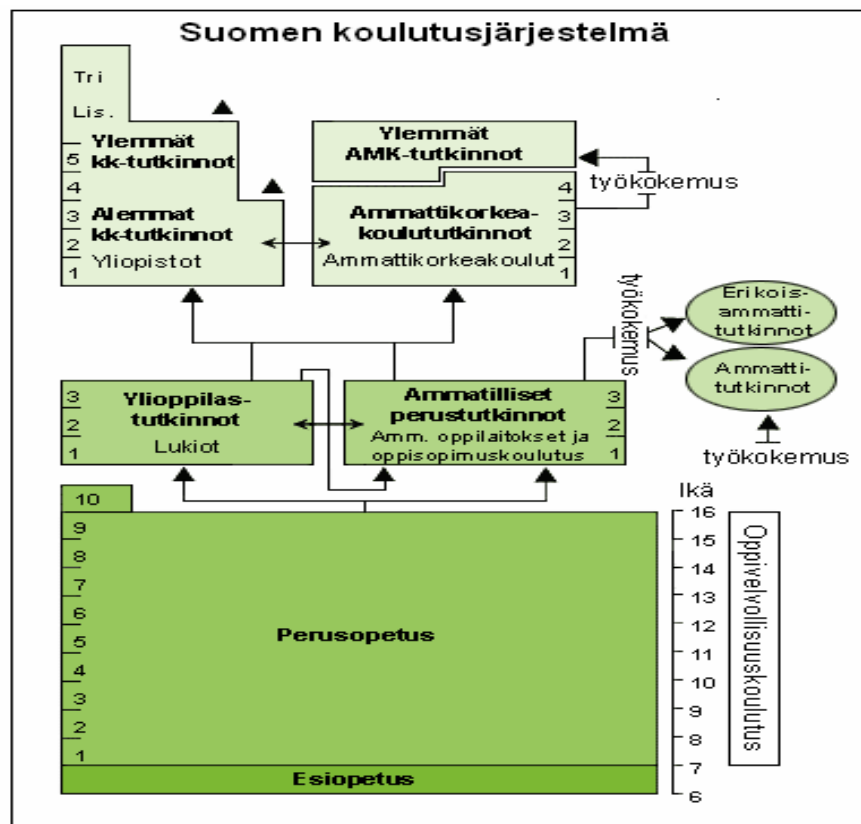 Suomen koulutusjärjestelmä
Tri
Lis.
Ylemmät
kk-tutkinnot
5
4
Ylemmät
AMK-tutkinnot
työkokemus
3
2
1
Alemmat
kk-tutkinnot
Yliopistot
Ammattikorkea-
koulututkinnot
Ammattikorkeakoulut
4
3
2
1
työkokemus
Erikois-
ammatti-
tutkinnot
Ammatti-
tutkinnot
työkokemus
3
2
1
Ylioppilas-
tutkinnot
Lukiot
Ammatilliset
perustutkinnot
Amm. oppilaitokset ja
oppisopimuskoulutus
3
2
1
10
9
8
7
6
5
4
3
2
1
Perusopetus
Esiopetus
Ikä
16
15
14
13
12
11
10
9
8
7
6
Oppivelvollisuuskoulutus